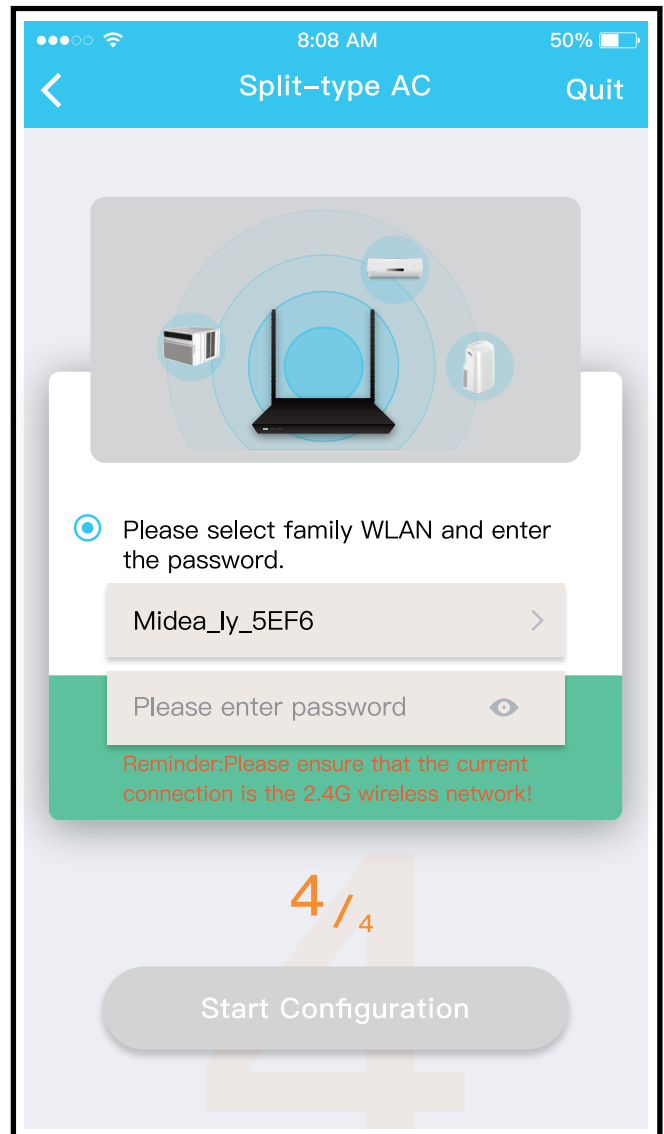 8:08 AM
50%
Split-type AC
Quit
Please select family WLAN and enter
the password.
Midea_ly_5EF6
Please enter password
Reminder:Please ensure that the current
connection is the 2.4G wireless network!
4/4
4
Start Configuration